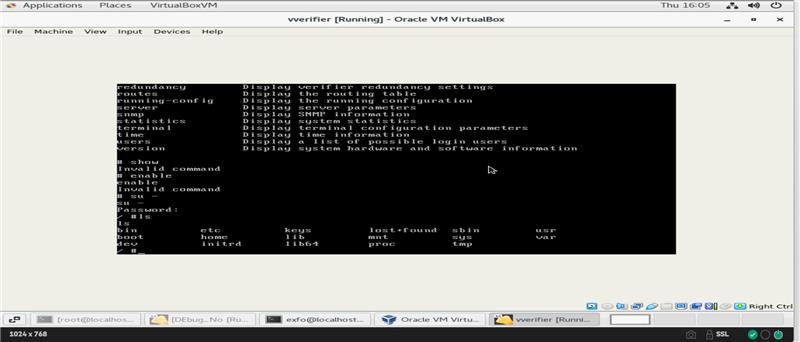 Applications Places VirtualBoxVM Thu 16:05
vverifier [Running] - Oracle VM VirtualBox
File Machine View Input Devices Help
redundancy Display verifier redundancy settings
routes Display the routing table
running-config Display the running configuration
server Display server parameters
snmp Display SNMP information
statistics Display system statistics
terminal Display terminal configuration parameters
time Display time information
users Display a list of possible login users
version Display system hardware and software information
# show
Invalid command
# enable
enable
Invalid command
# su -
su -
Password:
/ #ls
ls
bin etc keys lost+found sbin usr
boot home lib mnt sys var
dev initrd lib64 proc tmp
/ #_
Right Ctrl
[root@localhost... [DEbug_No [Ru... exfo@localhost... Oracle VM Virtu... vverifier [Runni...
1024 x 768 SSL